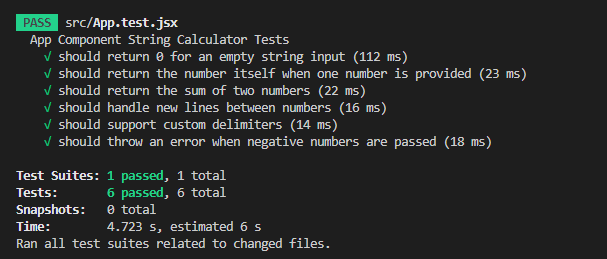 PASS src/App.test.jsx
App Component String Calculator Tests
√ should return 0 for an empty string input (112 ms)
√ should return the number itself when one number is provided (23 ms)
√ should return the sum of two numbers (22 ms)
√ should handle new lines between numbers (16 ms)
√ should support custom delimiters (14 ms)
√ should throw an error when negative numbers are passed (18 ms)
Test Suites: 1 passed, 1 total
Tests: 6 passed, 6 total
Snapshots: 0 total
Time: 4.723 s, estimated 6 s
Ran all test suites related to changed files.